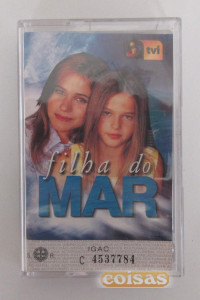 tvi
filha do
MAR
IGAC
C 4537784
coisas